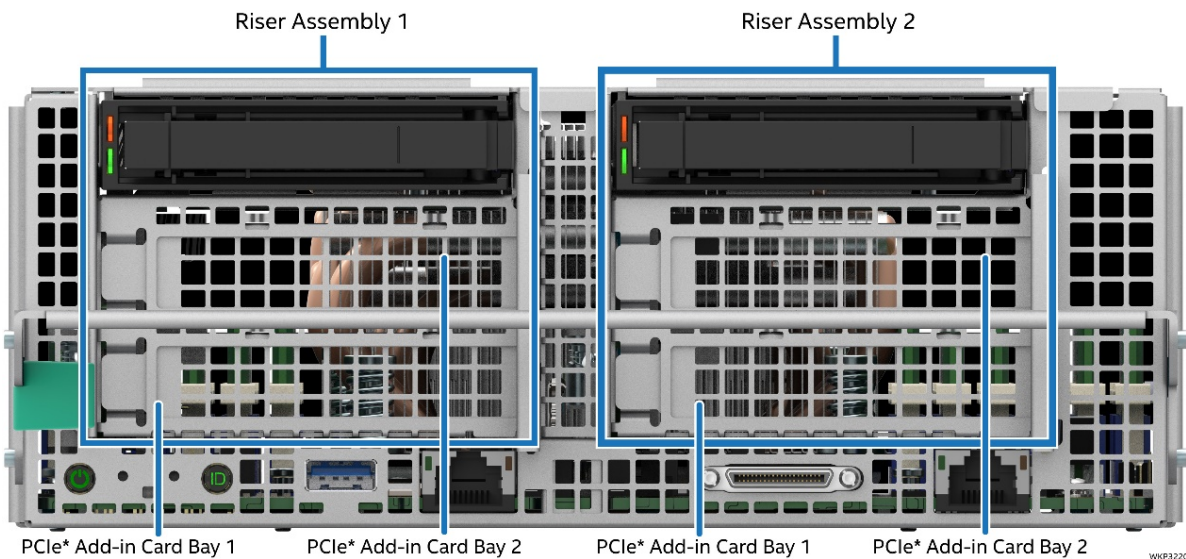 Riser Assembly 1
Riser Assembly 2
ID
PCIe* Add-in Card Bay 1
PCIe* Add-in Card Bay 2
PCIe* Add-in Card Bay 1
PCIe* Add-in Card Bay 2